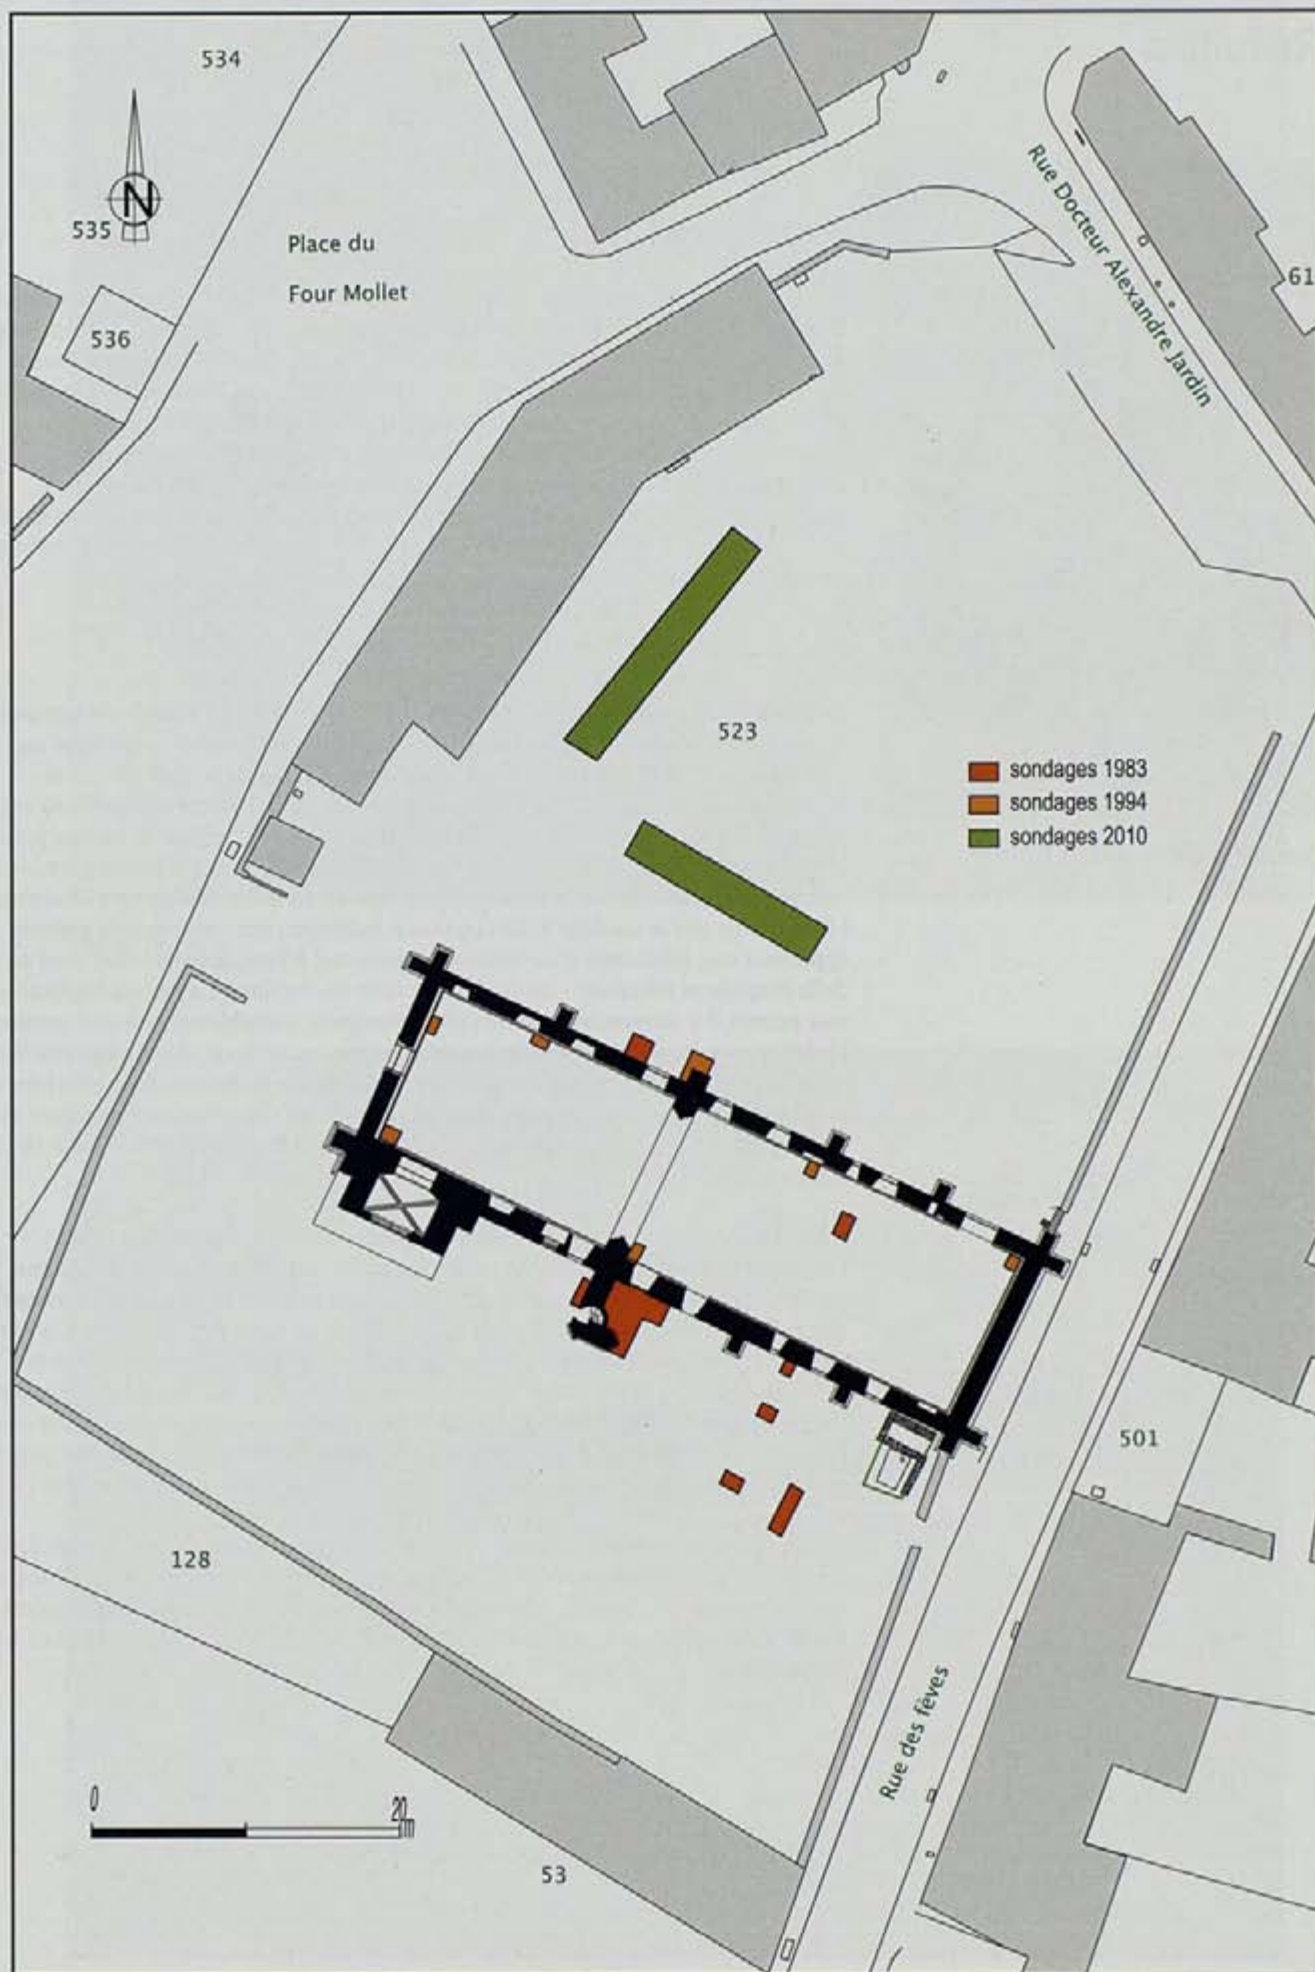 534
N
535
Place du
Four Mollet
536
Rue Docteur Alexandre Jardin
61
523
sondages 1983
sondages 1994
sondages 2010
501
128
Rue des fèves
0
20
m
53